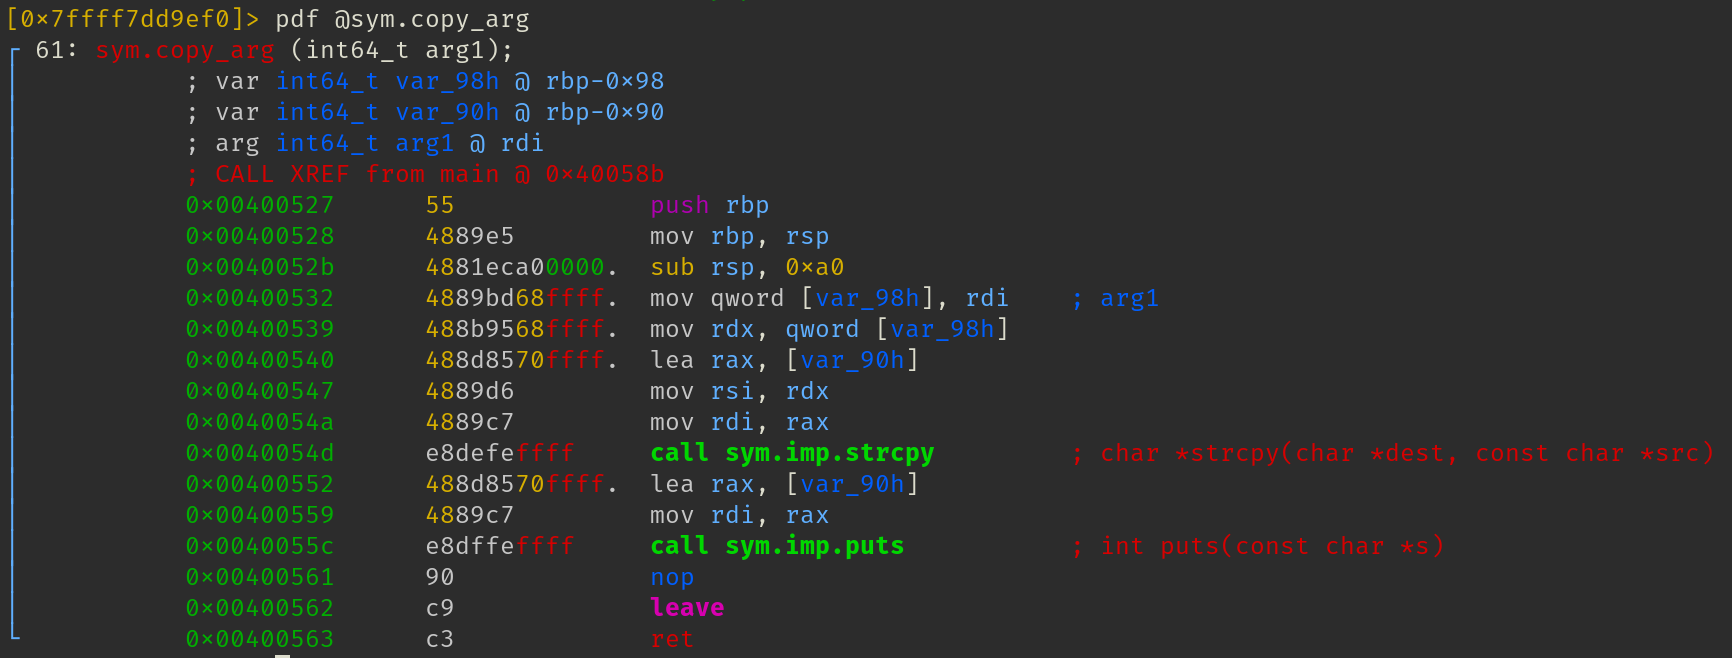 [0x7ffff7dd9ef0]> pdf @sym.copy_arg
61: sym.copy_arg (int64_t arg1);
; var int64_t var_98h @ rbp-0x98
; var int64_t var_90h @ rbp-0x90
; arg int64_t arg1 @ rdi
; CALL XREF from main @ 0x40058b
0x00400527 55 push rbp
0x00400528 4889e5 mov rbp, rsp
0x0040052b 4881eca00000. sub rsp, 0xa0
0x00400532 4889bd68ffff. mov qword [var_98h], rdi ; arg1
0x00400539 488b9568ffff. mov rdx, qword [var_98h]
0x00400540 488d8570ffff. lea rax, [var_90h]
0x00400547 4889d6 mov rsi, rdx
0x0040054a 4889c7 mov rdi, rax
0x0040054d e8defeffff call sym.imp.strcpy ; char *strcpy(char *dest, const char *src)
0x00400552 488d8570ffff. lea rax, [var_90h]
0x00400559 4889c7 mov rdi, rax
0x0040055c e8dffeffff call sym.imp.puts ; int puts(const char *s)
0x00400561 90 nop
0x00400562 c9 leave
0x00400563 c3 ret